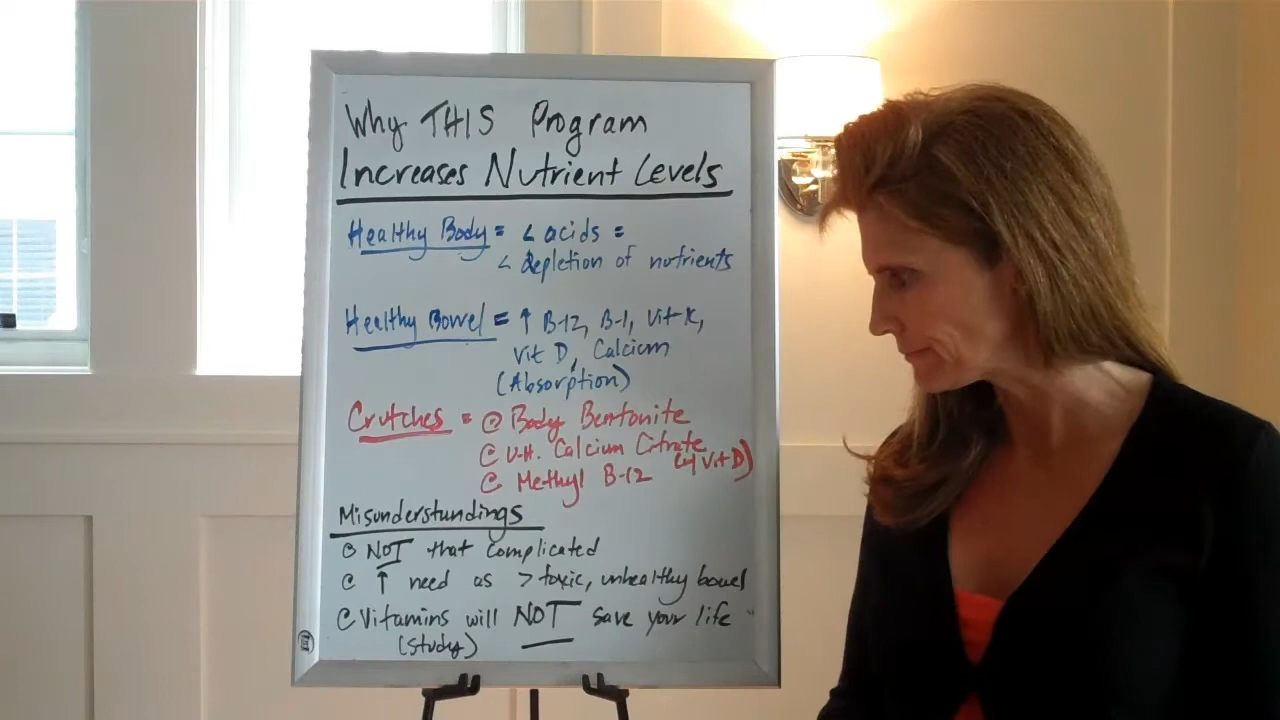 Why THIS Program
Increases Nutrient Levels
Healthy Body = < acids =
< depletion of nutrients
Healthy Bowel = ↑ B-12, B-1, Vit K,
Vit D, Calcium
(Absorption)
Crutches = Body Bentonite
V.H. Calcium Citrate
(w/ Vit D)
Methyl B-12
Misunderstundings
NOT that complicated
↑ need as > toxic, unhealthy bowel
Vitamins will NOT save your life
(study)